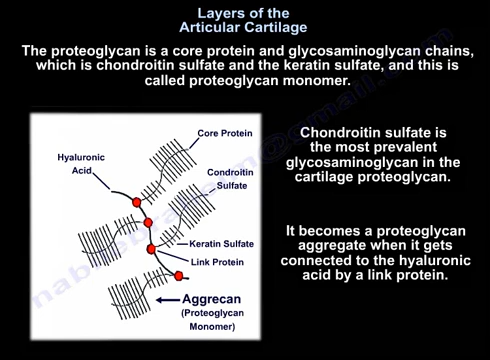 Layers of the
Articular Cartilage
The proteoglycan is a core protein and glycosaminoglycan chains,
which is chondroitin sulfate and the keratin sulfate, and this is
called proteoglycan monomer.
Core Protein
Hyaluronic
Acid
Condroitin
Sulfate
Keratin Sulfate
Link Protein
Aggrecan
(Proteoglycan
Monomer)
Chondroitin sulfate is
the most prevalent
glycosaminoglycan in the
cartilage proteoglycan.
It becomes a proteoglycan
aggregate when it gets
connected to the hyaluronic
acid by a link protein.